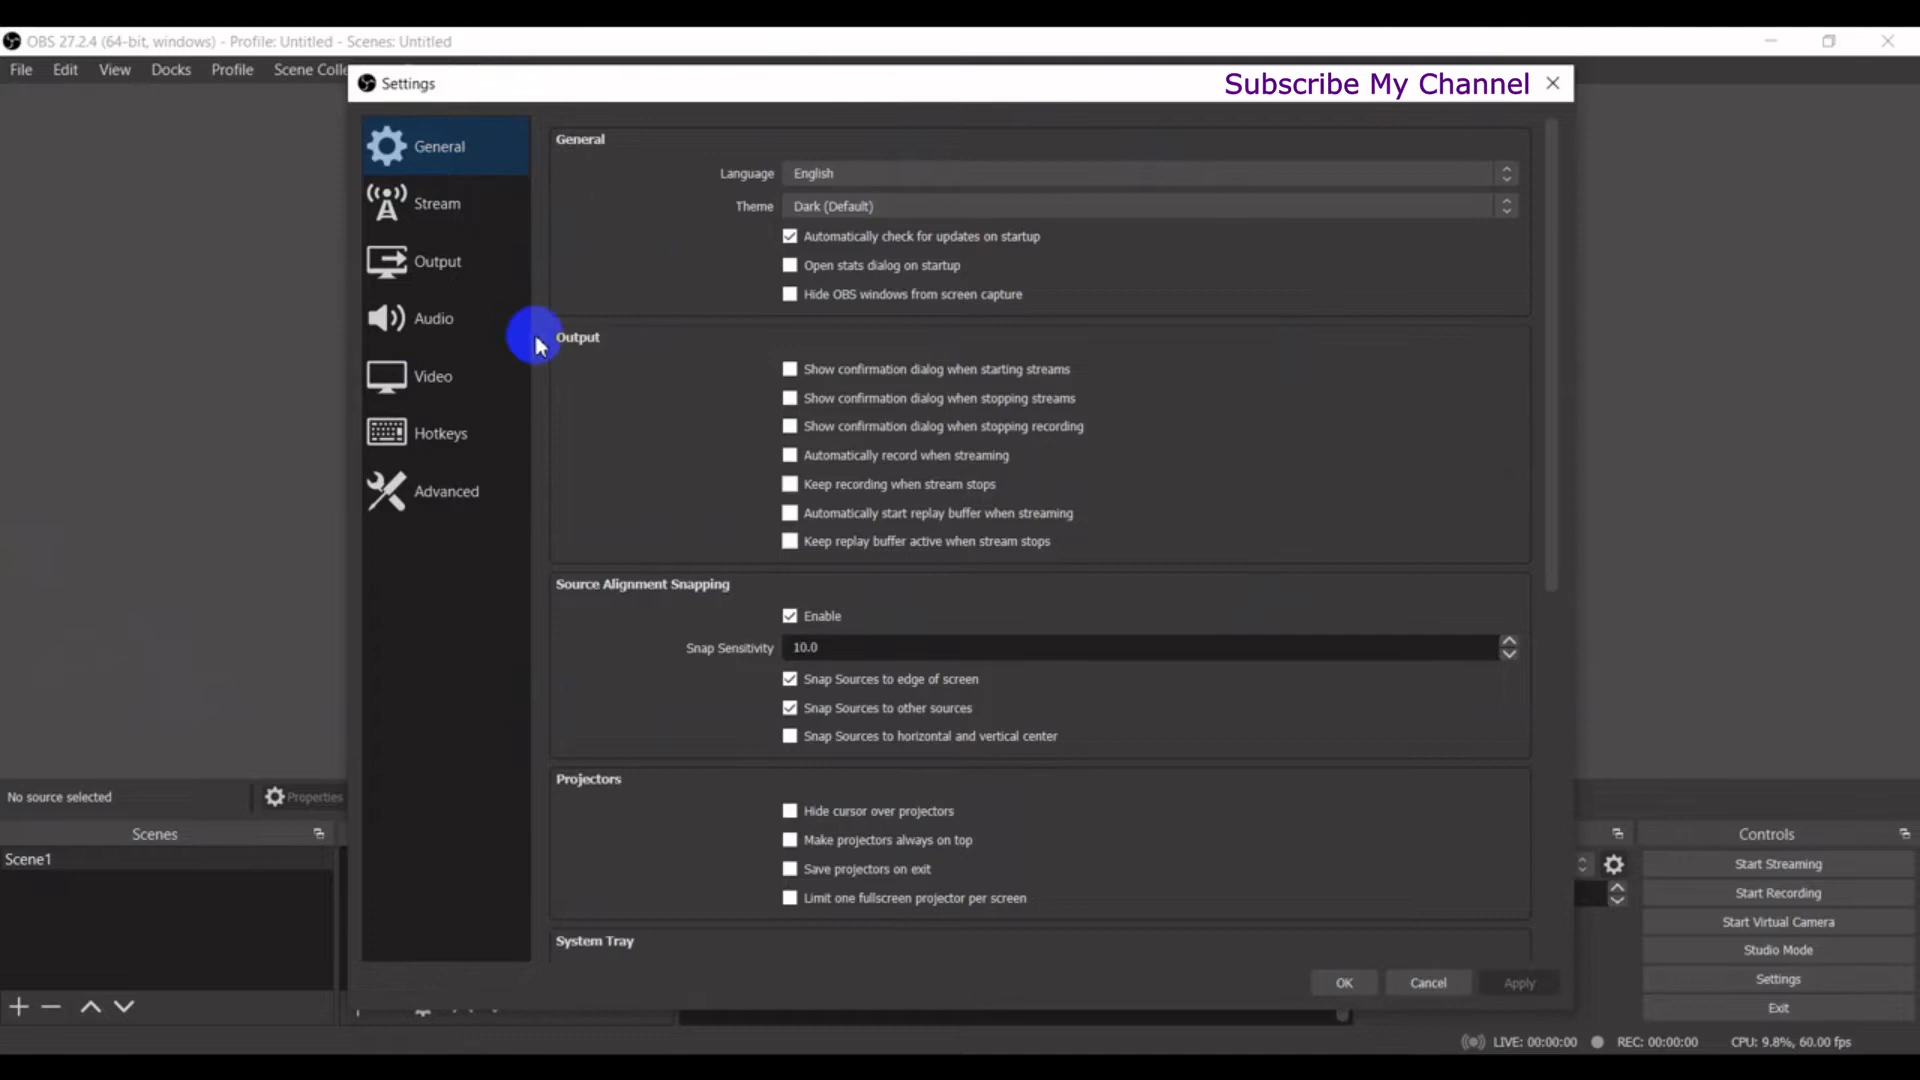 OBS 27.2.4 (64-bit, windows) - Profile: Untitled - Scenes: Untitled
File Edit View Docks Profile Scene Colle
Settings
Subscribe My Channel
General
Stream
Output
Audio
Video
Hotkeys
Advanced
General
Language English
Theme Dark (Default)
Automatically check for updates on startup
Open stats dialog on startup
Hide OBS windows from screen capture
Output
Show confirmation dialog when starting streams
Show confirmation dialog when stopping streams
Show confirmation dialog when stopping recording
Automatically record when streaming
Keep recording when stream stops
Automatically start replay buffer when streaming
Keep replay buffer active when stream stops
Source Alignment Snapping
Enable
Snap Sensitivity 10.0
Snap Sources to edge of screen
Snap Sources to other sources
Snap Sources to horizontal and vertical center
Projectors
Hide cursor over projectors
Make projectors always on top
Save projectors on exit
Limit one fullscreen projector per screen
System Tray
OK Cancel Apply
No source selected
Properties
Scenes
Scene1
Controls
Start Streaming
Start Recording
Start Virtual Camera
Studio Mode
Settings
Exit
LIVE: 00:00:00 REC: 00:00:00 CPU: 9.8%, 60.00 fps